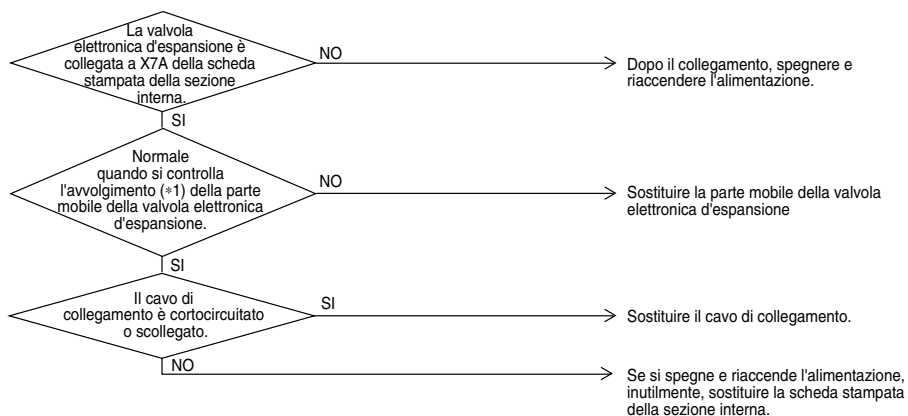 La valvola
elettronica d'espansione è
collegata a X7A della scheda
stampata della sezione
interna.
NO
Dopo il collegamento, spegnere e
riaccendere l'alimentazione.
SI
Normale
quando si controlla
l'avvolgimento (*1) della parte
mobile della valvola elettronica
d'espansione.
NO
Sostituire la parte mobile della valvola
elettronica d'espansione
SI
Il cavo di
collegamento è cortocircuitato
o scollegato.
SI
Sostituire il cavo di collegamento.
NO
Se si spegne e riaccende l'alimentazione,
inutilmente, sostituire la scheda stampata
della sezione interna.